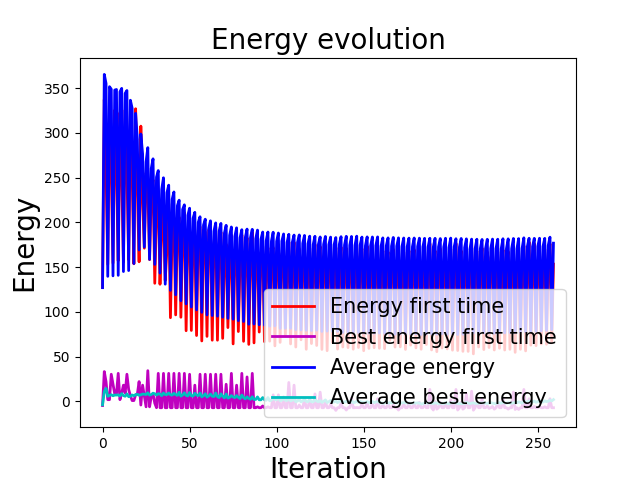 Energy evolution
Energy
350
300
250
200
150
100
50
0
Energy first time
Best energy first time
Average energy
Average best energy
0 50 100 150 200 250
Iteration